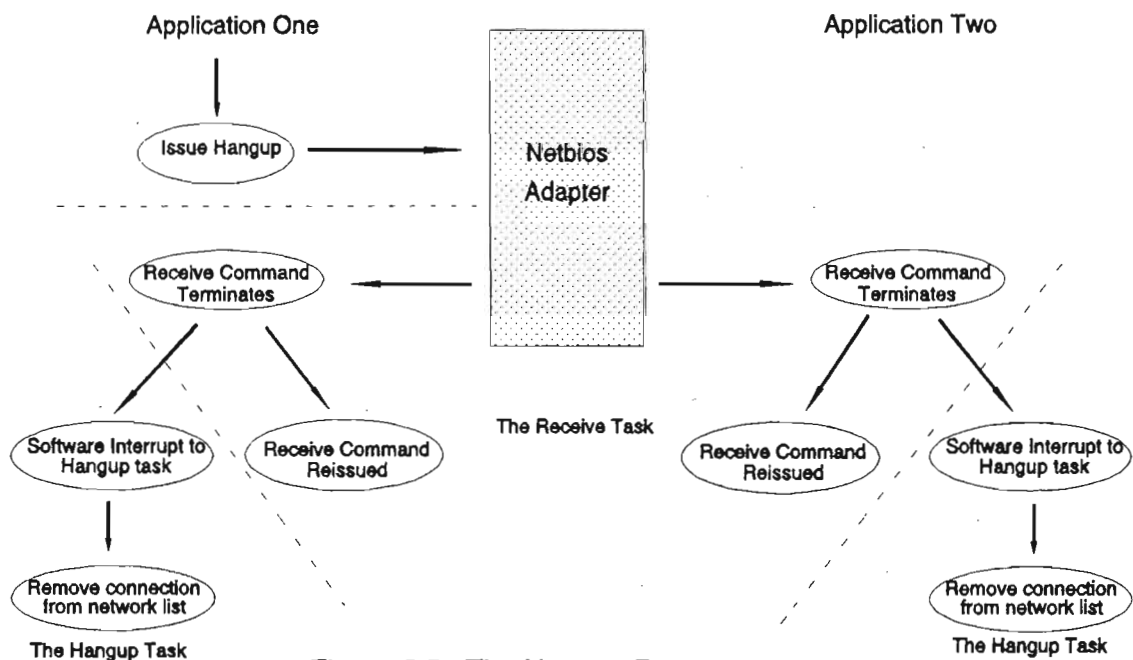 Application One
Application Two
Issue Hangup
Netbios
Adapter
Receive Command
Terminates
Receive Command
Terminates
Software Interrupt to
Hangup task
Receive Command
Reissued
The Receive Task
Receive Command
Reissued
Software Interrupt to
Hangup task
Remove connection
from network list
Remove connection
from network list
The Hangup Task
The Hangup Task